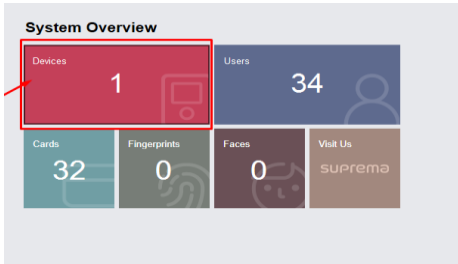 System Overview
Devices
1
Users
34
Cards
32
Fingerprints
0
Faces
0
Visit Us
suprema